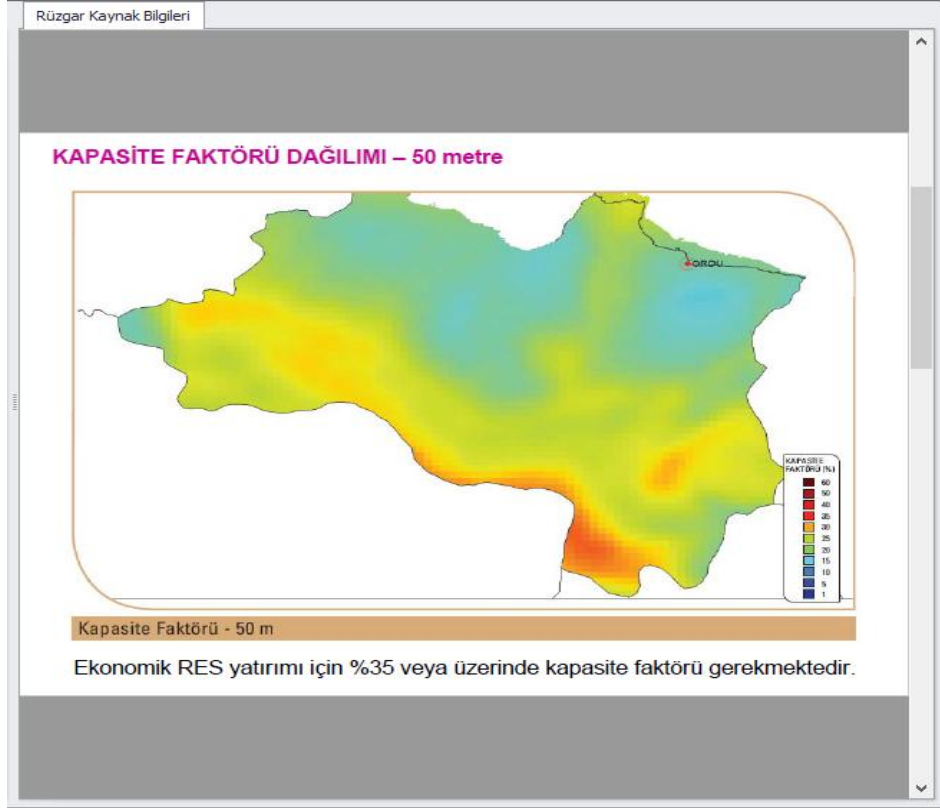 Rüzgar Kaynak Bilgileri
KAPASİTE FAKTÖRÜ DAĞILIMI – 50 metre
ORDU
KAPASİTE
FAKTÖRÜ (%)
60
50
40
35
30
25
20
15
10
5
1
Kapasite Faktörü - 50 m
Ekonomik RES yatırımı için %35 veya üzerinde kapasite faktörü gerekmektedir.